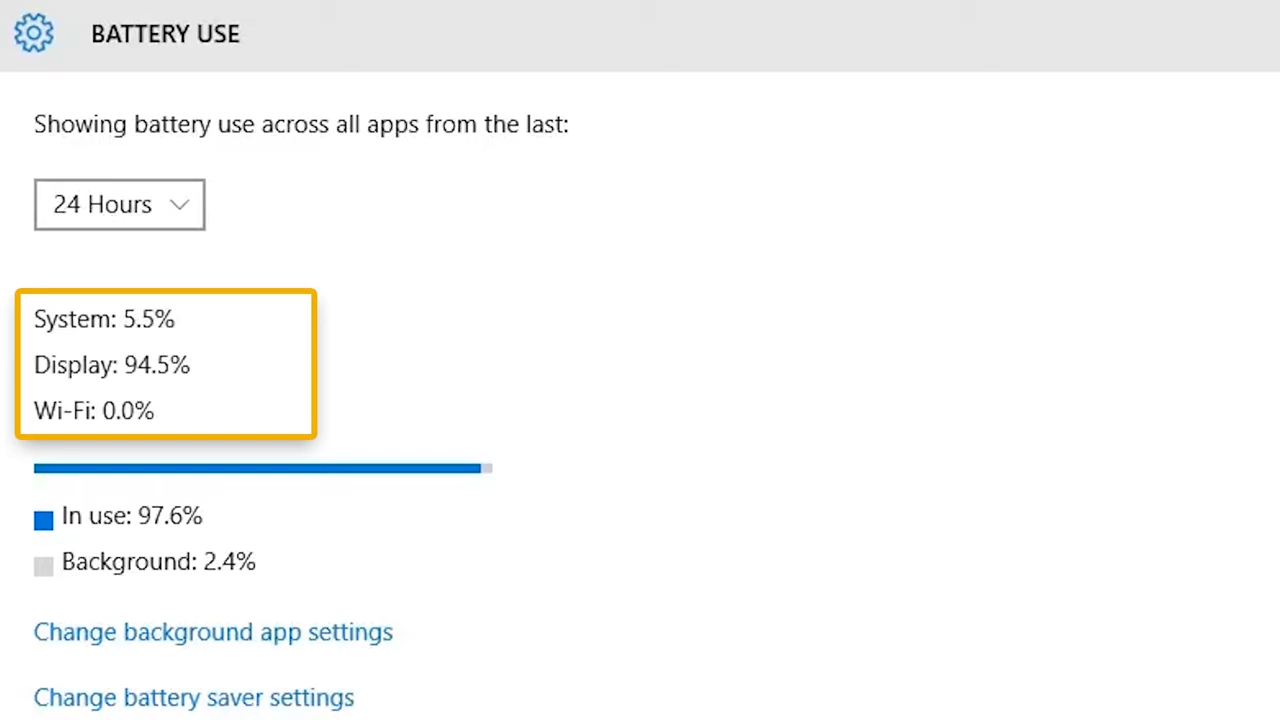 BATTERY USE
Showing battery use across all apps from the last:
24 Hours
System: 5.5%
Display: 94.5%
Wi-Fi: 0.0%
In use: 97.6%
Background: 2.4%
Change background app settings
Change battery saver settings